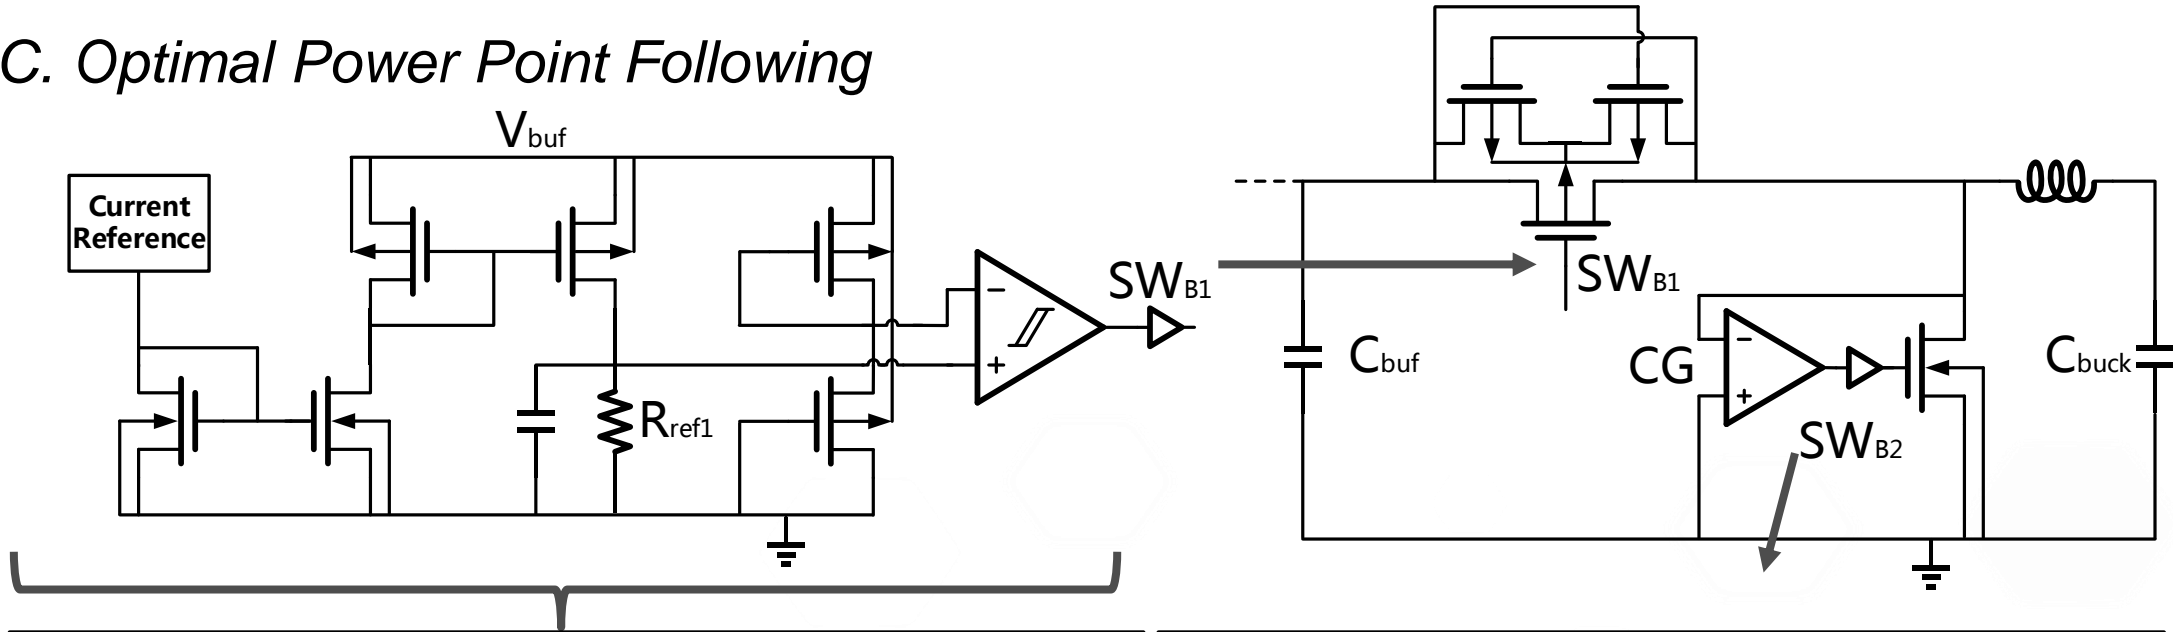 C. Optimal Power Point Following
Vbuf
Current
Reference
Rref1
−
+
SWB1
SWB1
Cbuf
CG
−
+
SWB2
Cbuck